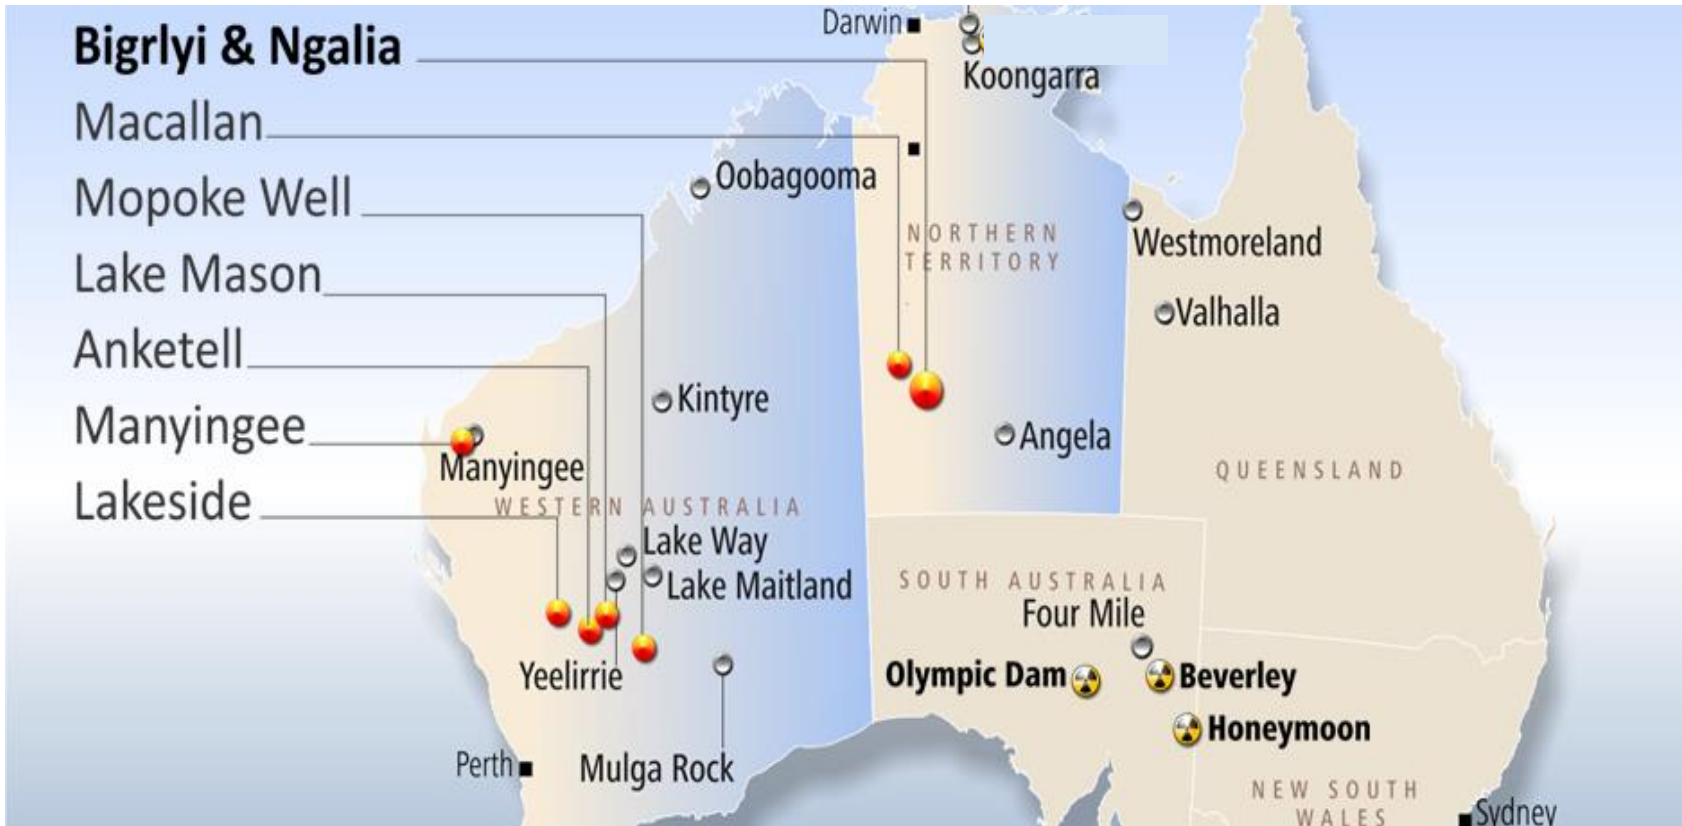 Bigrlyi & Ngalia
Macallan
Mopoke Well
Lake Mason
Anketell
Manyingee
Lakeside
Darwin
Koongarra
Oobagooma
NORTHERN
TERRITORY
Westmoreland
Valhalla
Kintyre
Angela
Manyingee
QUEENSLAND
WESTERN AUSTRALIA
Lake Way
Lake Maitland
SOUTH AUSTRALIA
Four Mile
Yeelirrie
Olympic Dam
Beverley
Honeymoon
Perth
Mulga Rock
NEW SOUTH
WALES
Sydney